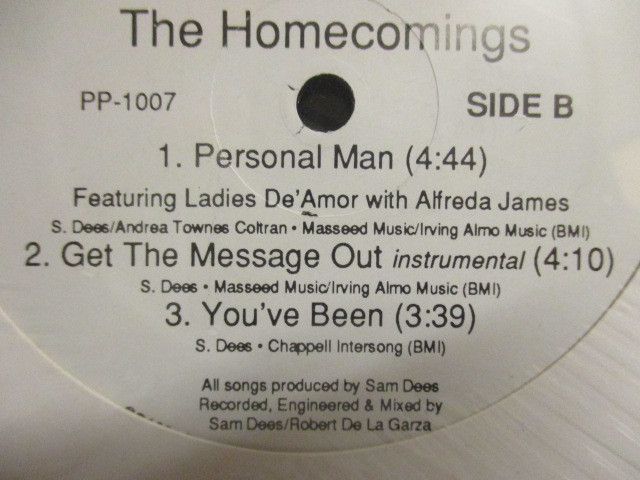 The Homecomings
PP-1007
SIDE B
1. Personal Man (4:44)
Featuring Ladies De'Amor with Alfreda James
S. Dees/Andrea Townes Coltran • Masseed Music/Irving Almo Music (BMI)
2. Get The Message Out instrumental (4:10)
S. Dees • Masseed Music/Irving Almo Music (BMI)
3. You've Been (3:39)
S. Dees • Chappell Intersong (BMI)
All songs produced by Sam Dees
Recorded, Engineered & Mixed by
Sam Dees/Robert De La Garza